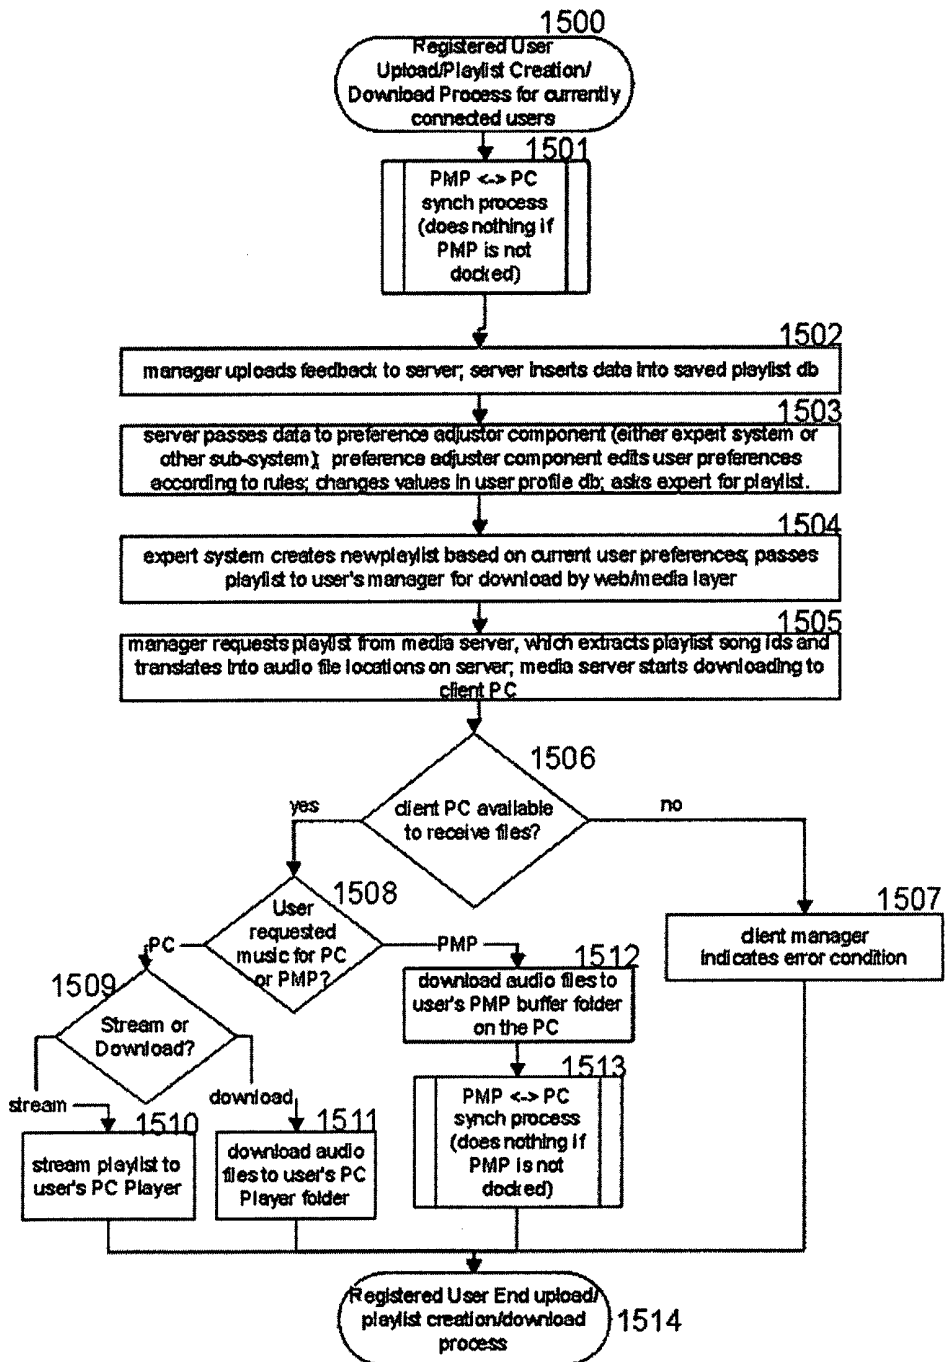 1500
Registered User
Upload/Playlist Creation/
Download Process for currently
connected users
1501
PMP <-> PC
synch process
(does nothing if
PMP is not
docked)
1502
manager uploads feedback to server; server inserts data into saved playlist db
1503
server passes data to preference adjustor component (either expert system or
other sub-system); preference adjuster component edits user preferences
according to rules; changes values in user profile db; asks expert for playlist.
1504
expert system creates newplaylist based on current user preferences; passes
playlist to user's manager for download by web/media layer
1505
manager requests playlist from media server, which extracts playlist song ids and
translates into audio file locations on server; media server starts downloading to
client PC
1506
client PC available
to receive files?
yes
no
1507
client manager
indicates error condition
1508
User
requested
music for PC
or PMP?
PC
PMP
1509
Stream or
Download?
stream
download
1510
stream playlist to
user's PC Player
1511
download audio
files to user's PC
Player folder
1512
download audio files to
user's PMP buffer folder
on the PC
1513
PMP <-> PC
synch process
(does nothing if
PMP is not
docked)
Registered User End upload/
playlist creation/download
process
1514